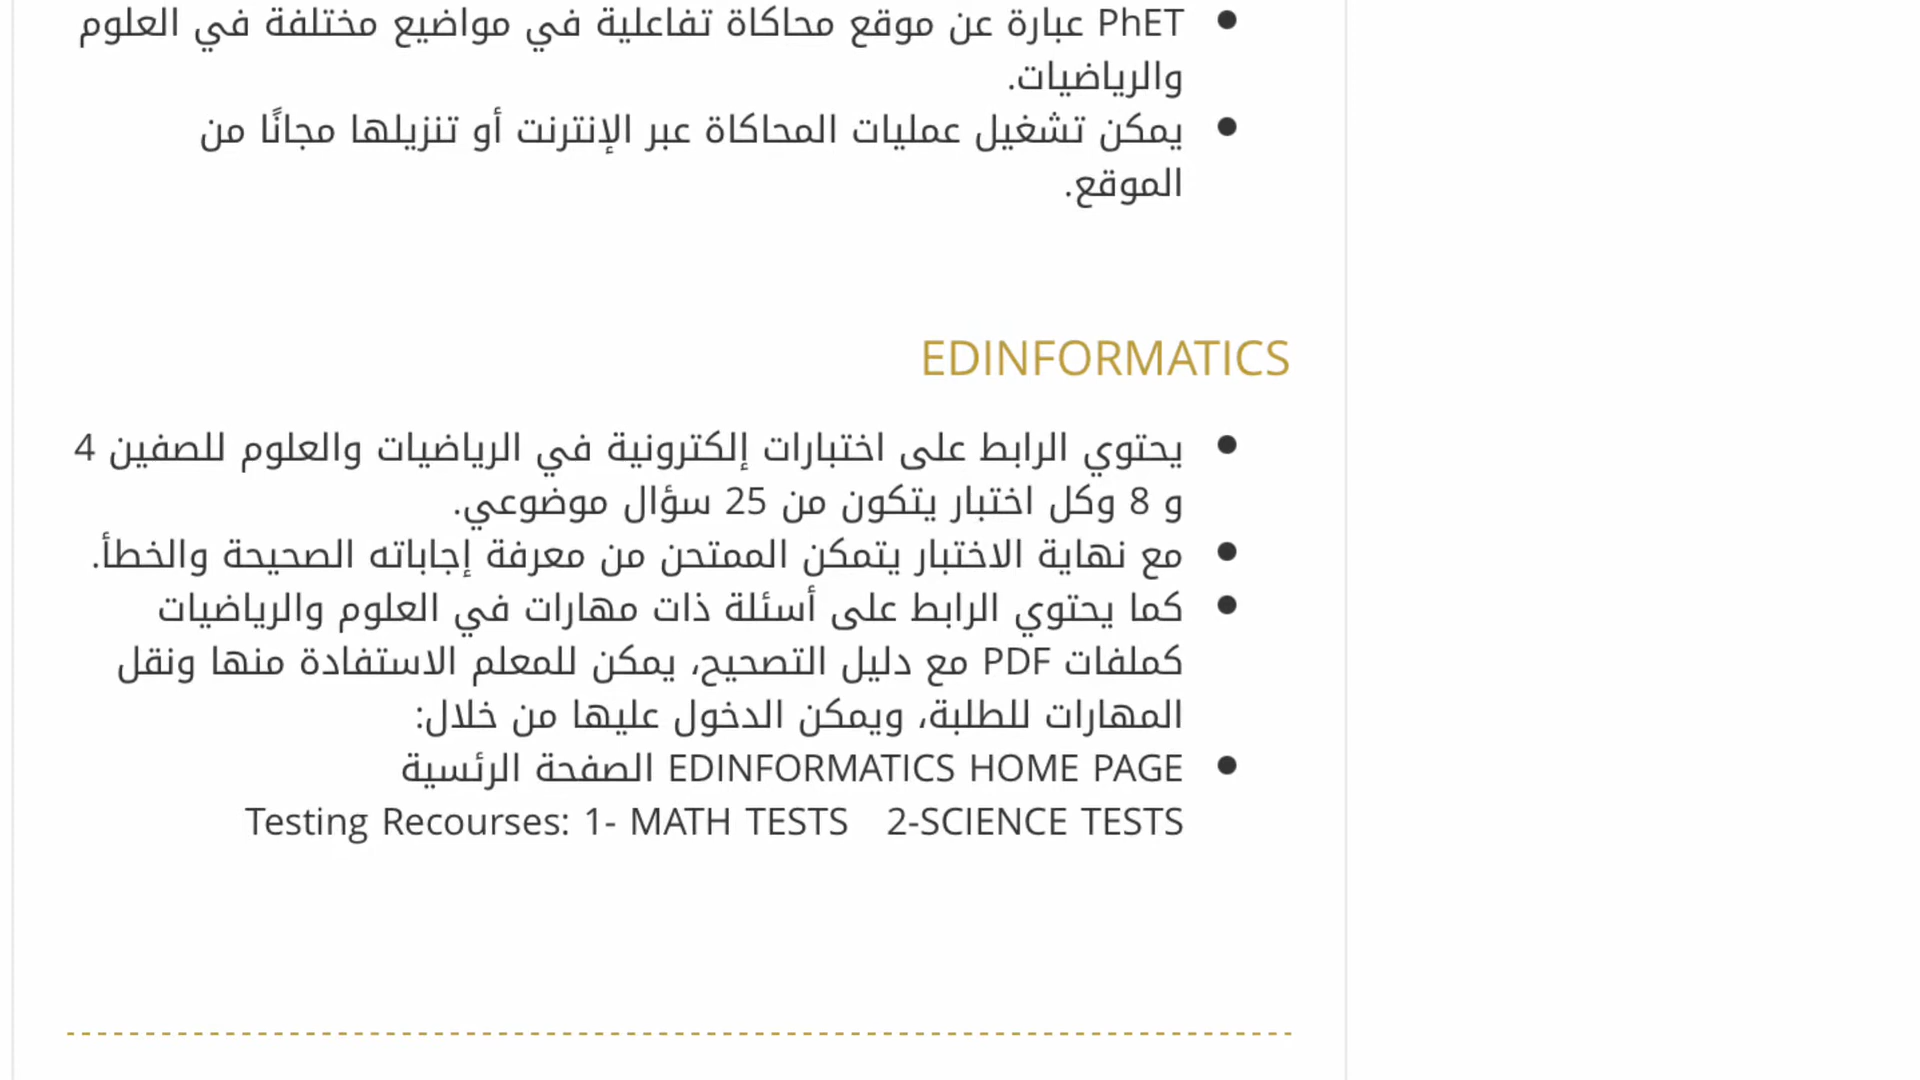 PhET عبارة عن موقع محاكاة تفاعلية في مواضيع مختلفة في العلوم
والرياضيات.
يمكن تشغيل عمليات المحاكاة عبر الإنترنت أو تنزيلها مجانًا من
الموقع.
EDINFORMATICS
يحتوي الرابط على اختبارات إلكترونية في الرياضيات والعلوم للصفين 4
و 8 وكل اختبار يتكون من 25 سؤال موضوعي.
مع نهاية الاختبار يتمكن الممتحن من معرفة إجاباته الصحيحة والخطأ.
كما يحتوي الرابط على أسئلة ذات مهارات في العلوم والرياضيات
كملفات PDF مع دليل التصحيح، يمكن للمعلم الاستفادة منها ونقل
المهارات للطلبة، ويمكن الدخول عليها من خلال:
EDINFORMATICS HOME PAGE الصفحة الرئسية
Testing Recourses: 1- MATH TESTS   2-SCIENCE TESTS